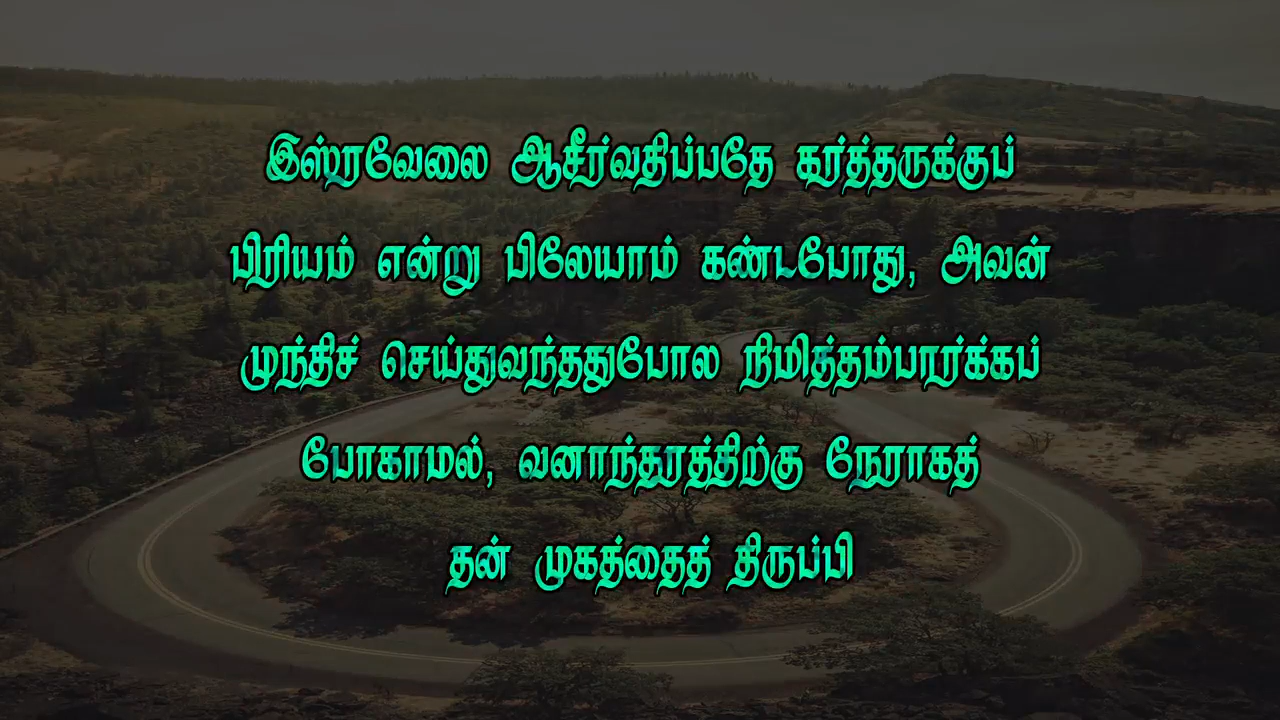 இஸ்ரவேலை ஆசீர்வதிப்பதே கர்த்தருக்குப்
பிரியம் என்று பிலேயாம் கண்டபோது, அவன்
முந்திச் செய்துவந்ததுபோல நிமித்தம்பார்க்கப்
போகாமல், வனாந்தரத்திற்கு நேராகத்
தன் முகத்தைத் திருப்பி